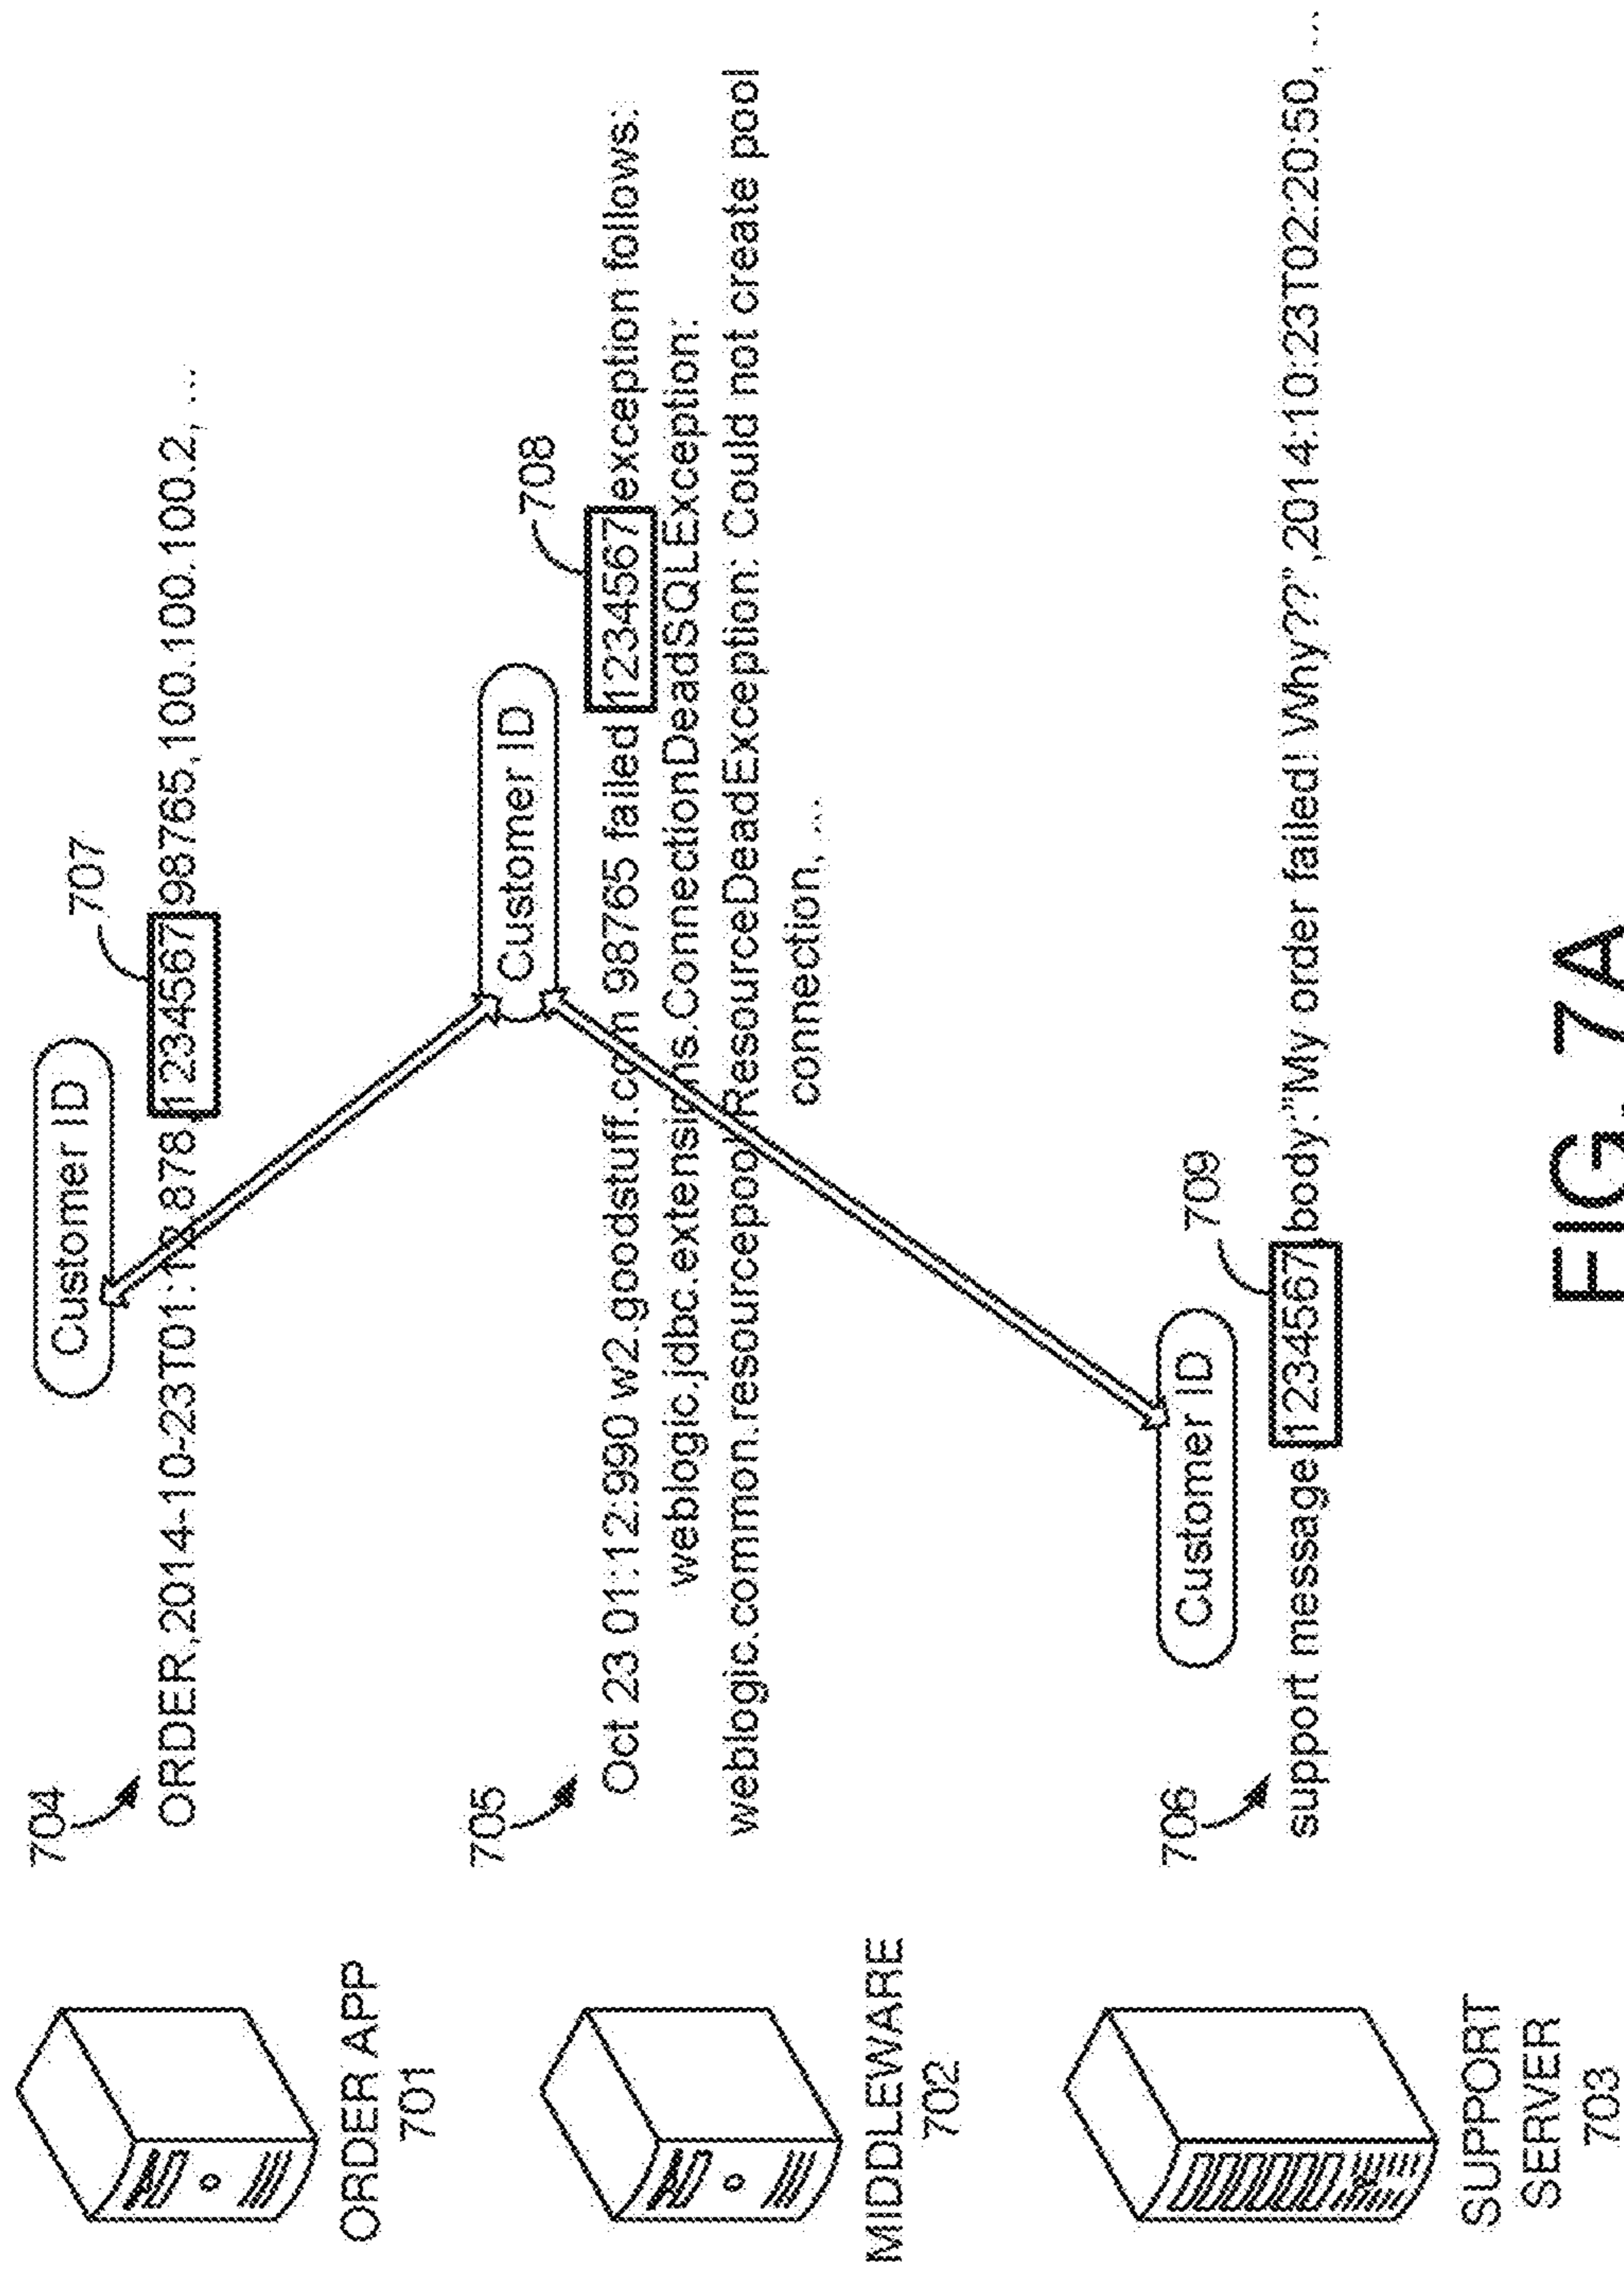 704
Customer ID
707
ORDER,2014-10-23T01:12.878,1234567,98765,100.100.100.2, ...
ORDER APP
701
705
Customer ID
708
Oct 23 01:12:990 w2.goodstuff.com 98765 failed 1234567 exception follows:
weblogic.jdbc.extensions.ConnectionDeadSQLException:
weblogic.common.resourcepool.ResourceDeadException: Could not create pool
connection, ...
MIDDLEWARE
702
706
Customer ID
709
support message 1234567 body:"My order failed! Why??",2014:10:23T02:20:50, ...
SUPPORT
SERVER
703
FIG. 7A